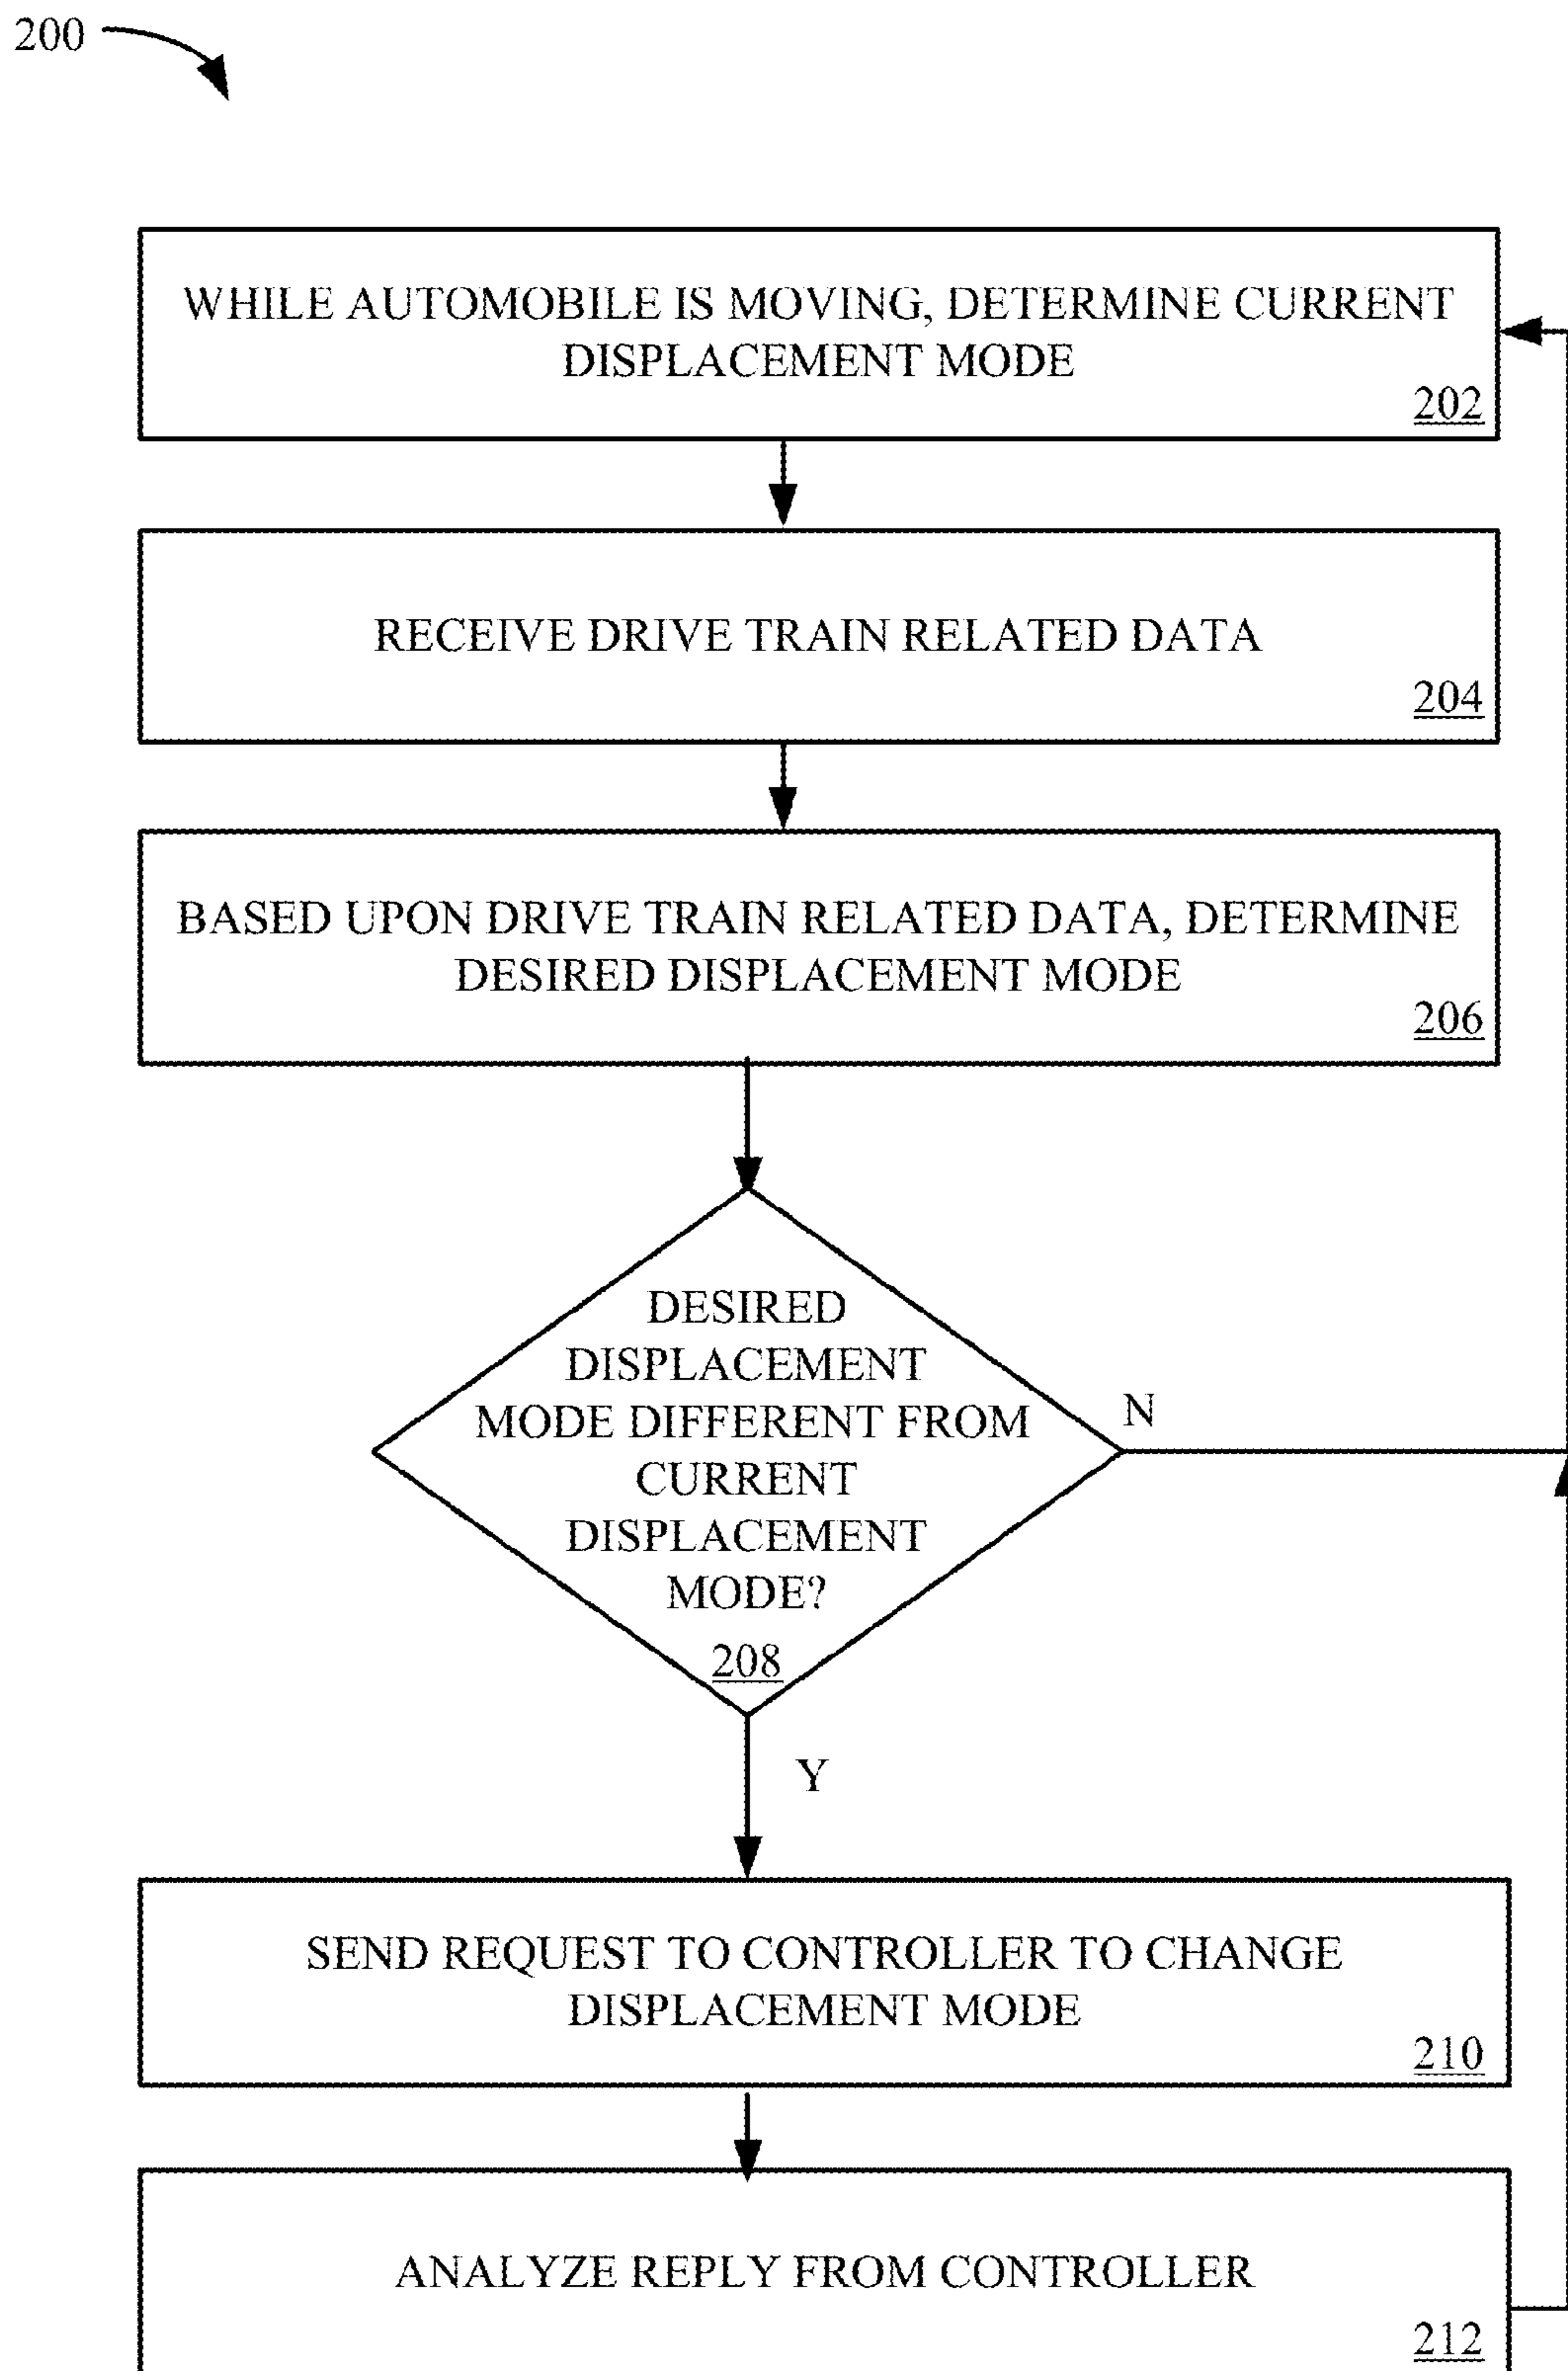 200
WHILE AUTOMOBILE IS MOVING, DETERMINE CURRENT
DISPLACEMENT MODE
202
RECEIVE DRIVE TRAIN RELATED DATA
204
BASED UPON DRIVE TRAIN RELATED DATA, DETERMINE
DESIRED DISPLACEMENT MODE
206
DESIRED
DISPLACEMENT
MODE DIFFERENT FROM
CURRENT
DISPLACEMENT
MODE?
208
N
Y
SEND REQUEST TO CONTROLLER TO CHANGE
DISPLACEMENT MODE
210
ANALYZE REPLY FROM CONTROLLER
212